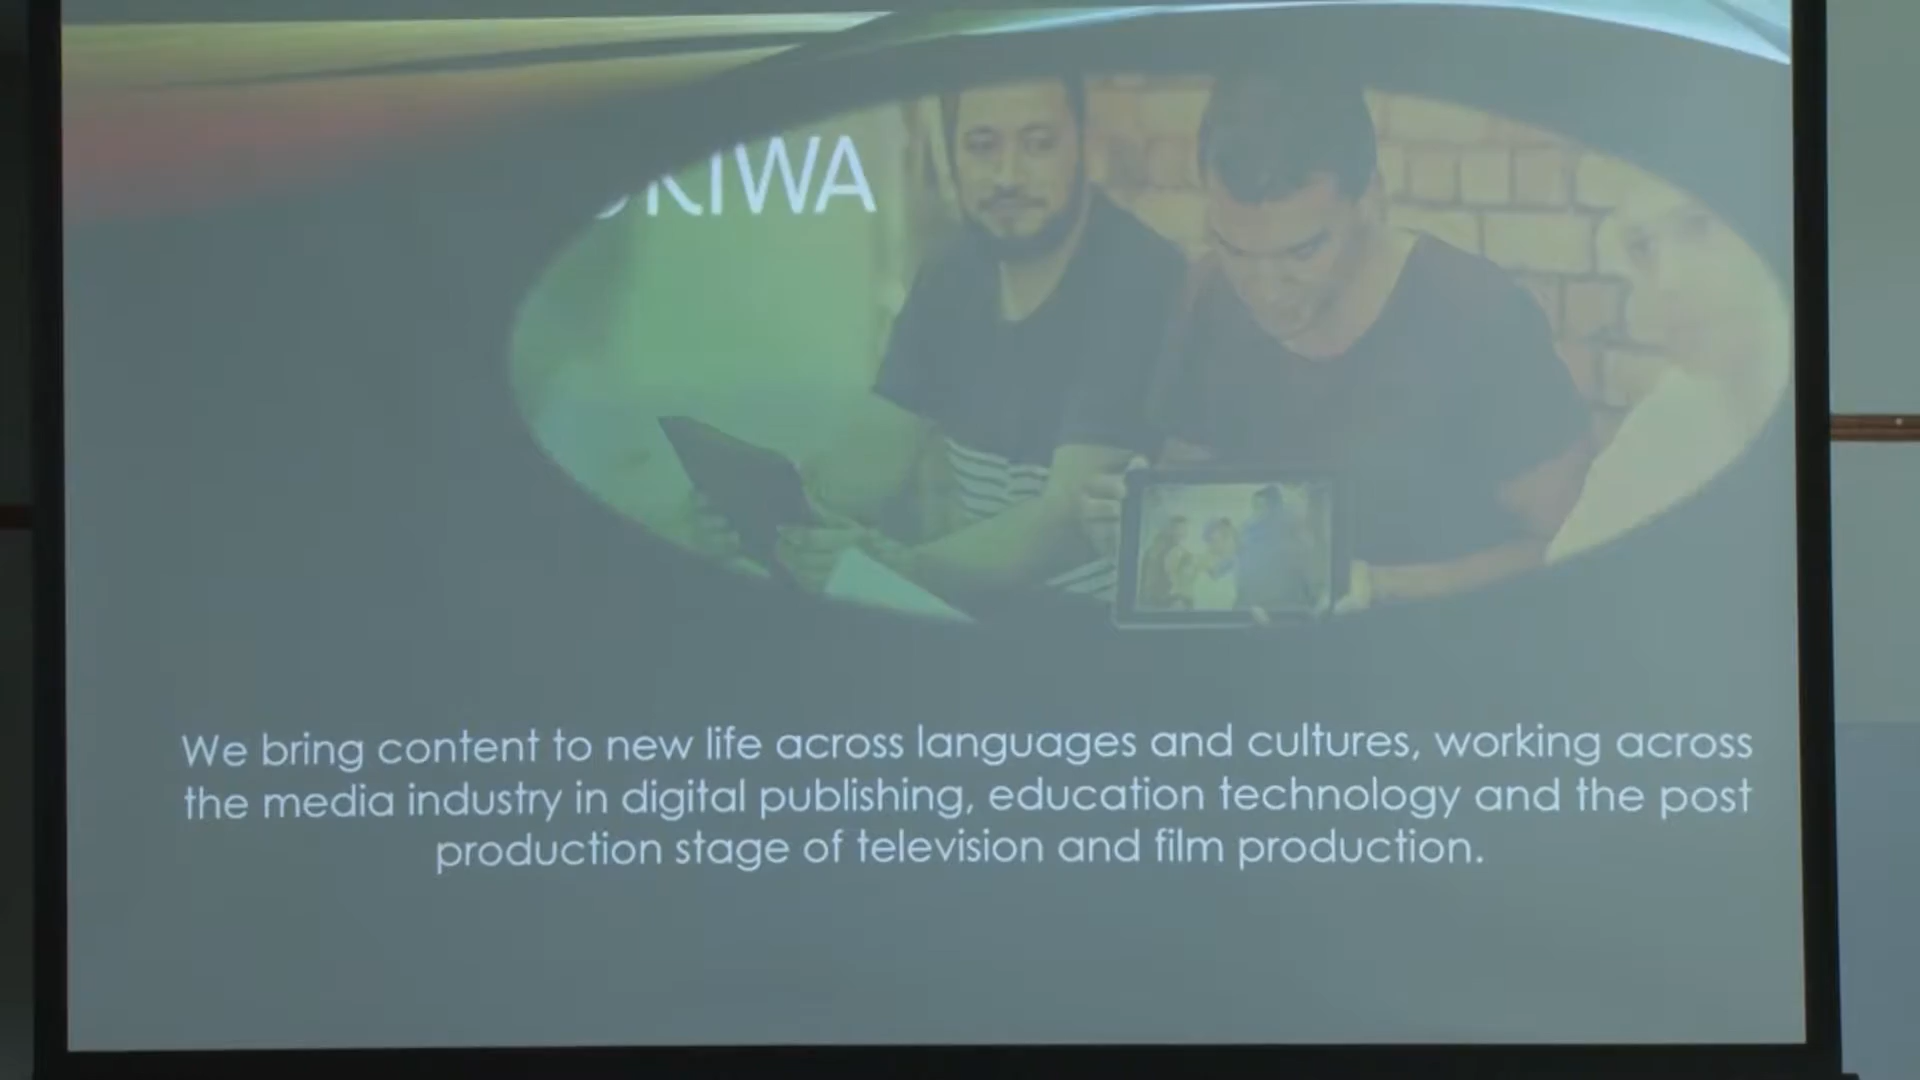 KIWA
We bring content to new life across languages and cultures, working across
the media industry in digital publishing, education technology and the post
production stage of television and film production.